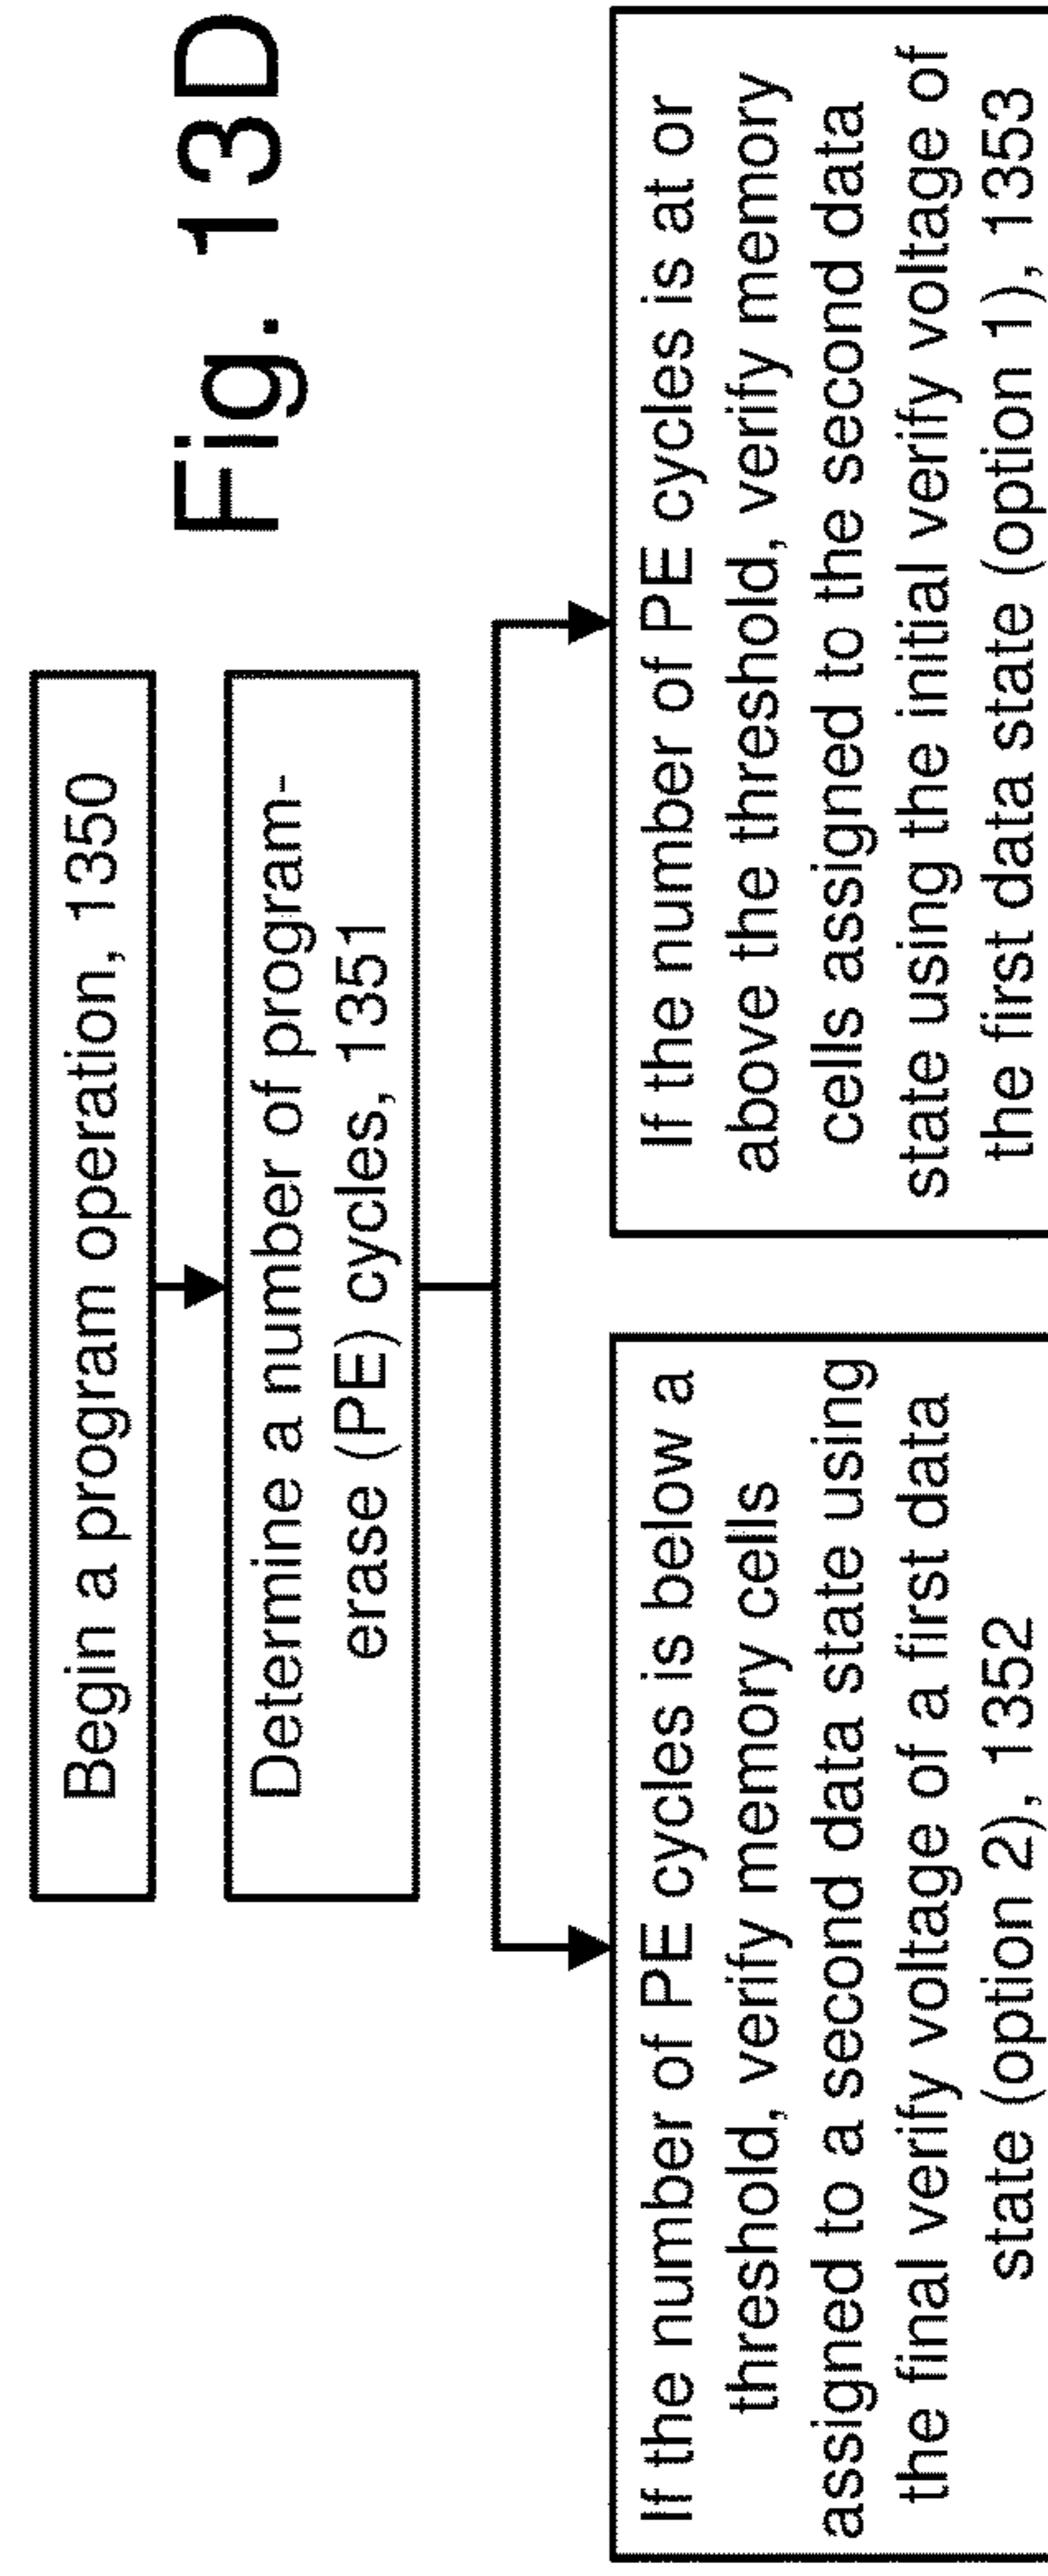 Fig. 13D
Begin a program operation, 1350
Determine a number of program-
erase (PE) cycles, 1351
If the number of PE cycles is below a
threshold, verify memory cells
assigned to a second data state using
the final verify voltage of a first data
state (option 2), 1352
If the number of PE cycles is at or
above the threshold, verify memory
cells assigned to the second data
state using the initial verify voltage of
the first data state (option 1), 1353